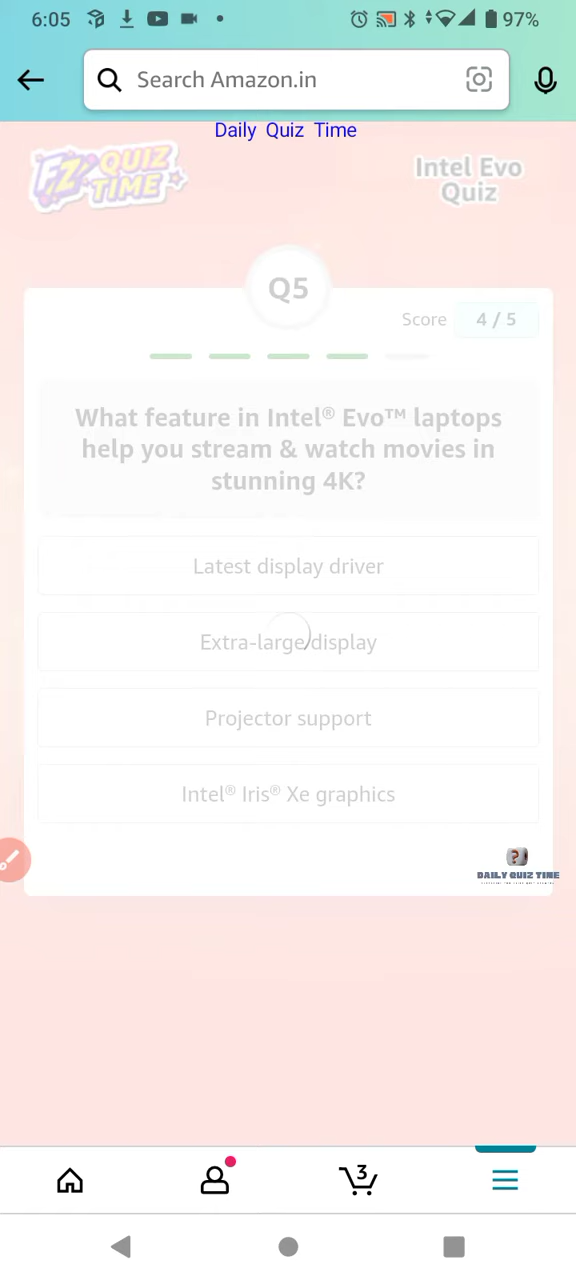 6:05
97%
Search Amazon.in
Daily Quiz Time
FZ QUIZ
TIME
Intel Evo
Quiz
Q5
Score 4 / 5
What feature in Intel® Evo™ laptops
help you stream & watch movies in
stunning 4K?
Latest display driver
Extra-large display
Projector support
Intel® Iris® Xe graphics
?
DAILY QUIZ TIME
3